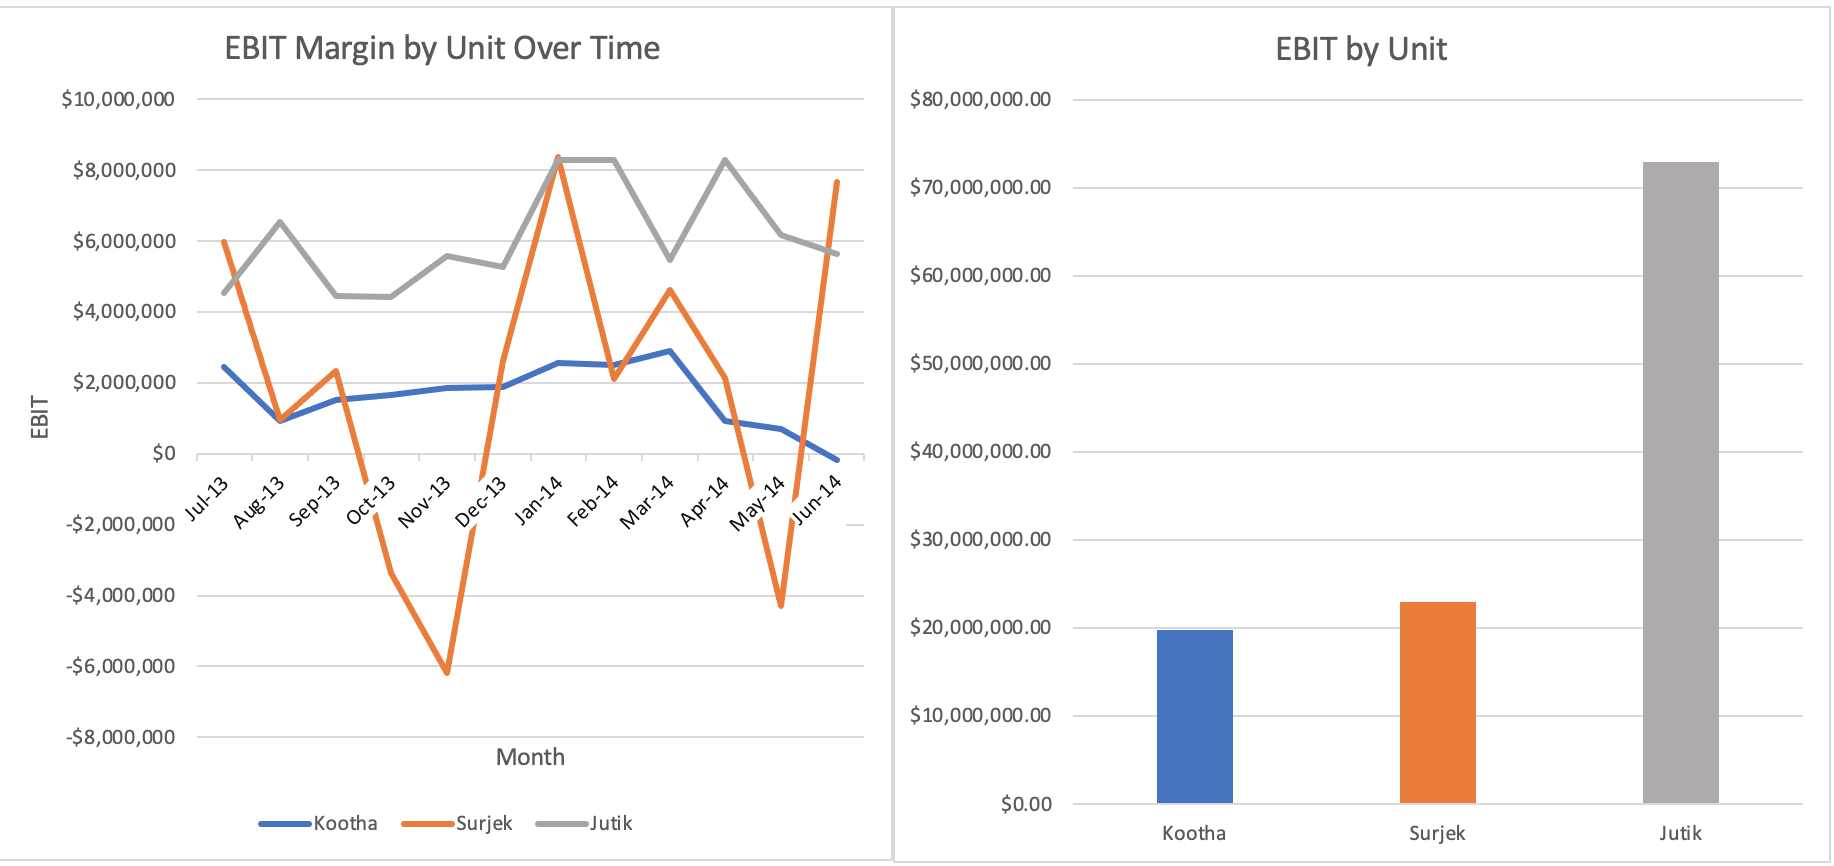 EBIT Margin by Unit Over Time
$10,000,000
$8,000,000
$6,000,000
$4,000,000
$2,000,000
$0
-$2,000,000
-$4,000,000
-$6,000,000
-$8,000,000
EBIT
Jul-13
Aug-13
Sep-13
Oct-13
Nov-13
Dec-13
Jan-14
Feb-14
Mar-14
Apr-14
May-14
Jun-14
Month
Kootha Surjek Jutik
EBIT by Unit
$80,000,000.00
$70,000,000.00
$60,000,000.00
$50,000,000.00
$40,000,000.00
$30,000,000.00
$20,000,000.00
$10,000,000.00
$0.00
Kootha Surjek Jutik